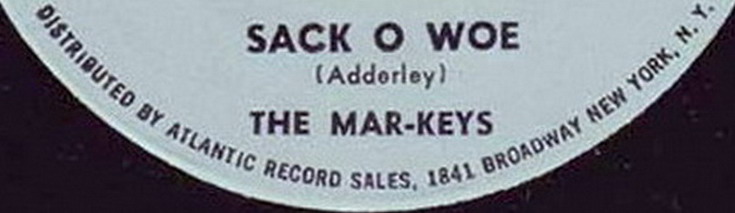 SACK O WOE
(Adderley)
THE MAR-KEYS
DISTRIBUTED BY ATLANTIC RECORD SALES, 1841 BROADWAY NEW YORK, N. Y.